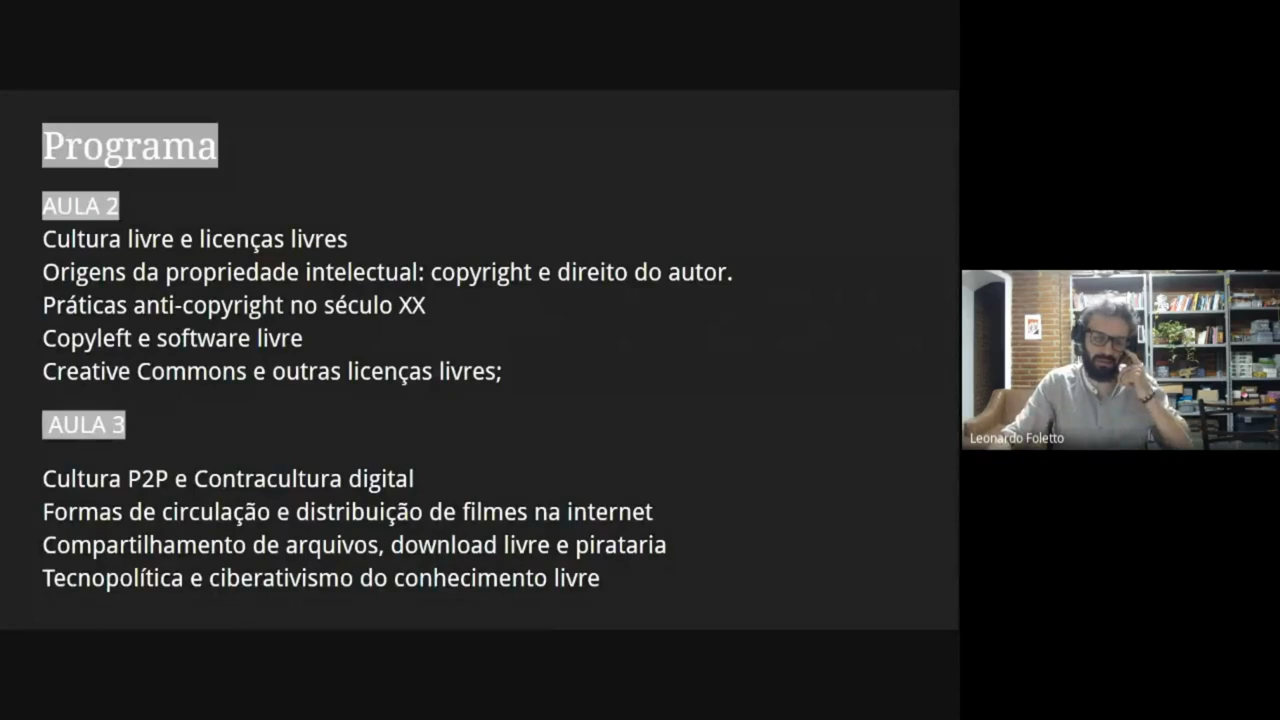 Programa
AULA 2
Cultura livre e licenças livres
Origens da propriedade intelectual: copyright e direito do autor.
Práticas anti-copyright no século XX
Copyleft e software livre
Creative Commons e outras licenças livres;
AULA 3
Cultura P2P e Contracultura digital
Formas de circulação e distribuição de filmes na internet
Compartilhamento de arquivos, download livre e pirataria
Tecnopolítica e ciberativismo do conhecimento livre
Leonardo Foletto